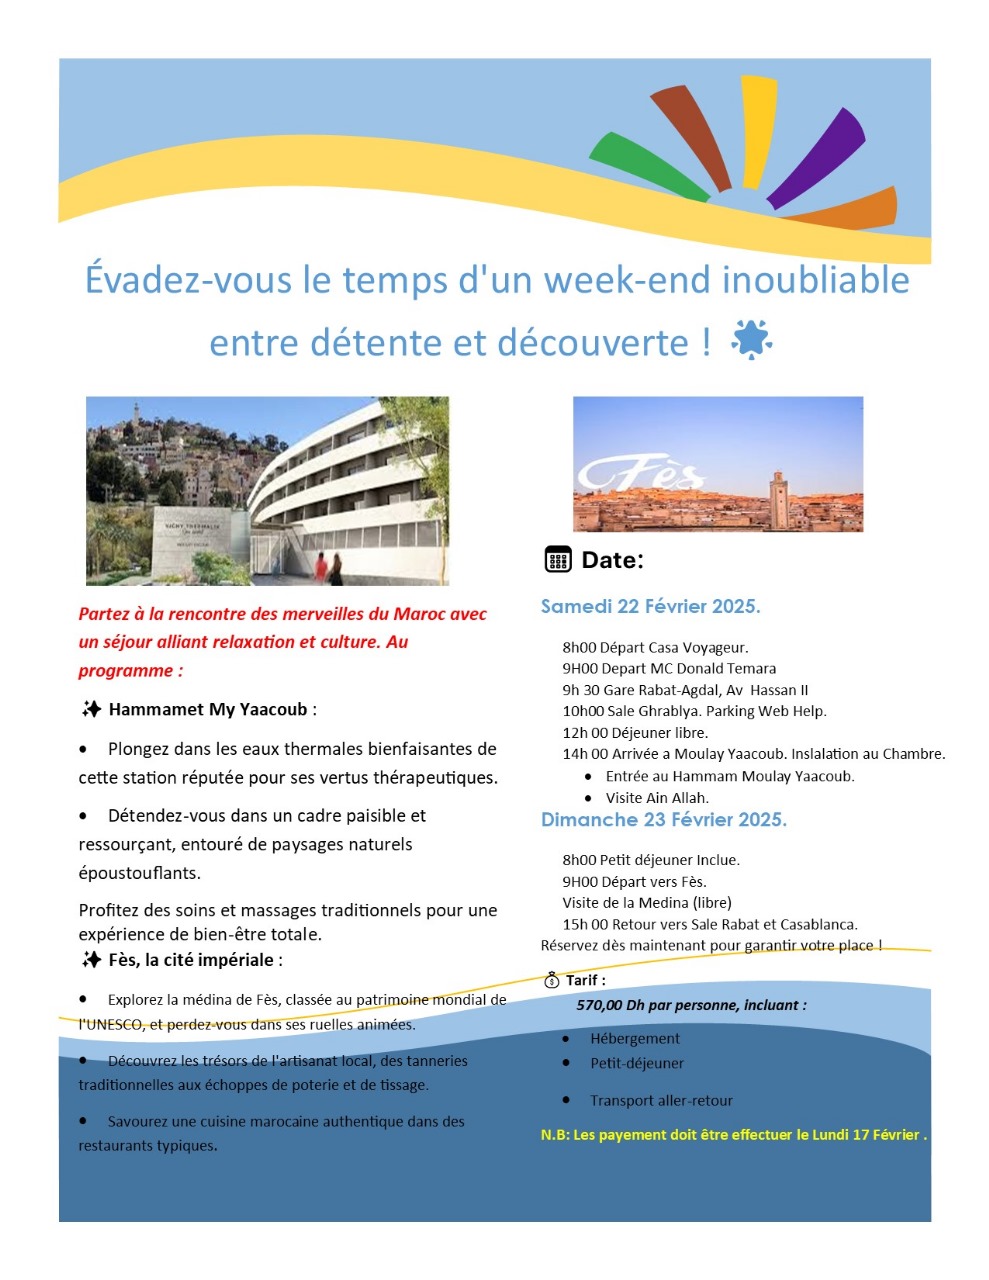 Évadez-vous le temps d'un week-end inoubliable
entre détente et découverte !
VICHY THERMALIA
Fès
Partez à la rencontre des merveilles du Maroc avec
un séjour alliant relaxation et culture. Au
programme :
Hammamet My Yaacoub :
• Plongez dans les eaux thermales bienfaisantes de
cette station réputée pour ses vertus thérapeutiques.
• Détendez-vous dans un cadre paisible et
ressourçant, entouré de paysages naturels
époustouflants.
Profitez des soins et massages traditionnels pour une
expérience de bien-être totale.
Fès, la cité impériale :
• Explorez la médina de Fès, classée au patrimoine mondial de
l'UNESCO, et perdez-vous dans ses ruelles animées.
• Découvrez les trésors de l'artisanat local, des tanneries
traditionnelles aux échoppes de poterie et de tissage.
• Savourez une cuisine marocaine authentique dans des
restaurants typiques.
Date:
Samedi 22 Février 2025.
8h00 Départ Casa Voyageur.
9H00 Depart MC Donald Temara
9h 30 Gare Rabat-Agdal, Av Hassan II
10h00 Sale Ghrablya. Parking Web Help.
12h 00 Déjeuner libre.
14h 00 Arrivée a Moulay Yaacoub. Inslalation au Chambre.
• Entrée au Hammam Moulay Yaacoub.
• Visite Ain Allah.
Dimanche 23 Février 2025.
8h00 Petit déjeuner Inclue.
9H00 Départ vers Fès.
Visite de la Medina (libre)
15h 00 Retour vers Sale Rabat et Casablanca.
Réservez dès maintenant pour garantir votre place !
Tarif :
570,00 Dh par personne, incluant :
• Hébergement
• Petit-déjeuner
• Transport aller-retour
N.B: Les payement doit être effectuer le Lundi 17 Février .